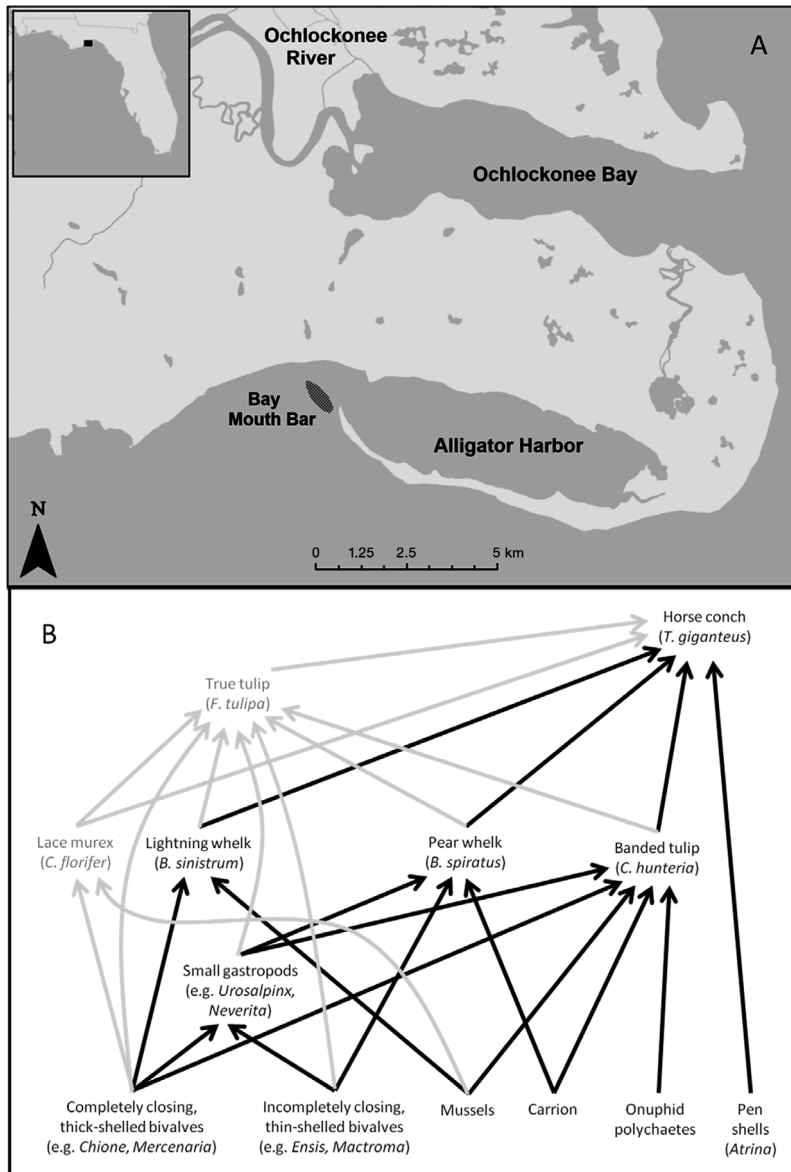 A
Ochlockonee
River
Ochlockonee Bay
Bay
Mouth Bar
Alligator Harbor
N
0 1.25 2.5 5 km
B
Horse conch
(T. giganteus)
True tulip
(F. tulipa)
Lace murex
(C. florifer)
Lightning whelk
(B. sinistrum)
Pear whelk
(B. spiratus)
Banded tulip
(C. hunteria)
Small gastropods
(e.g. Urosalpinx,
Neverita)
Completely closing,
thick-shelled bivalves
(e.g. Chione, Mercenaria)
Incompletely closing,
thin-shelled bivalves
(e.g. Ensis, Mactroma)
Mussels
Carrion
Onuphid
polychaetes
Pen
shells
(Atrina)